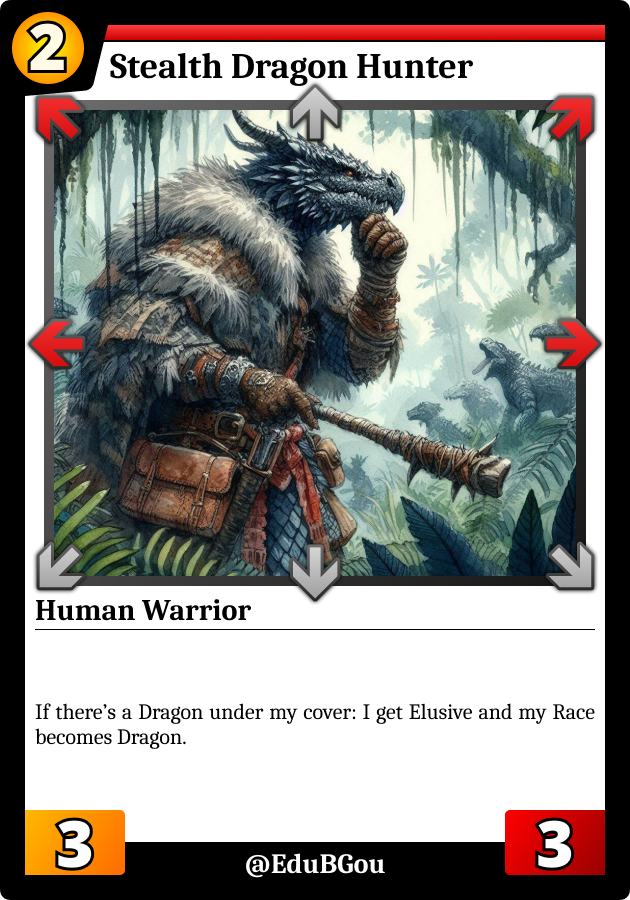 2
Stealth Dragon Hunter
Human Warrior
If there's a Dragon under my cover: I get Elusive and my Race
becomes Dragon.
3
@EduBGou
3